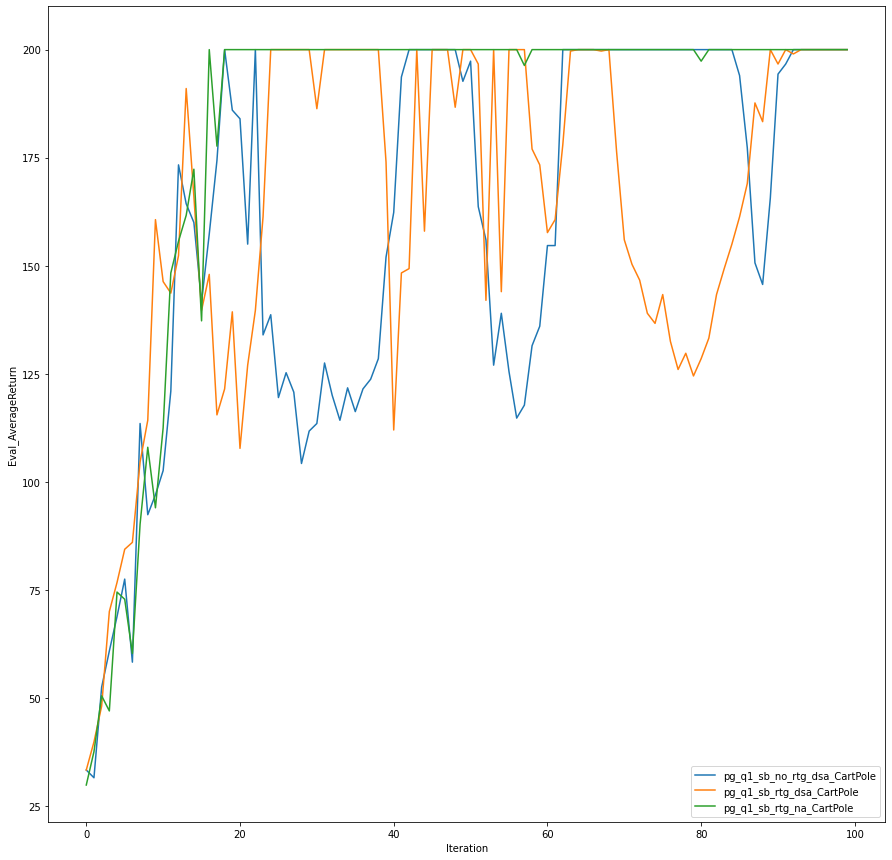 200
175
150
125
100
75
50
25
Eval_AverageReturn
0
20
40
60
80
100
Iteration
pg_q1_sb_no_rtg_dsa_CartPole
pg_q1_sb_rtg_dsa_CartPole
pg_q1_sb_rtg_na_CartPole